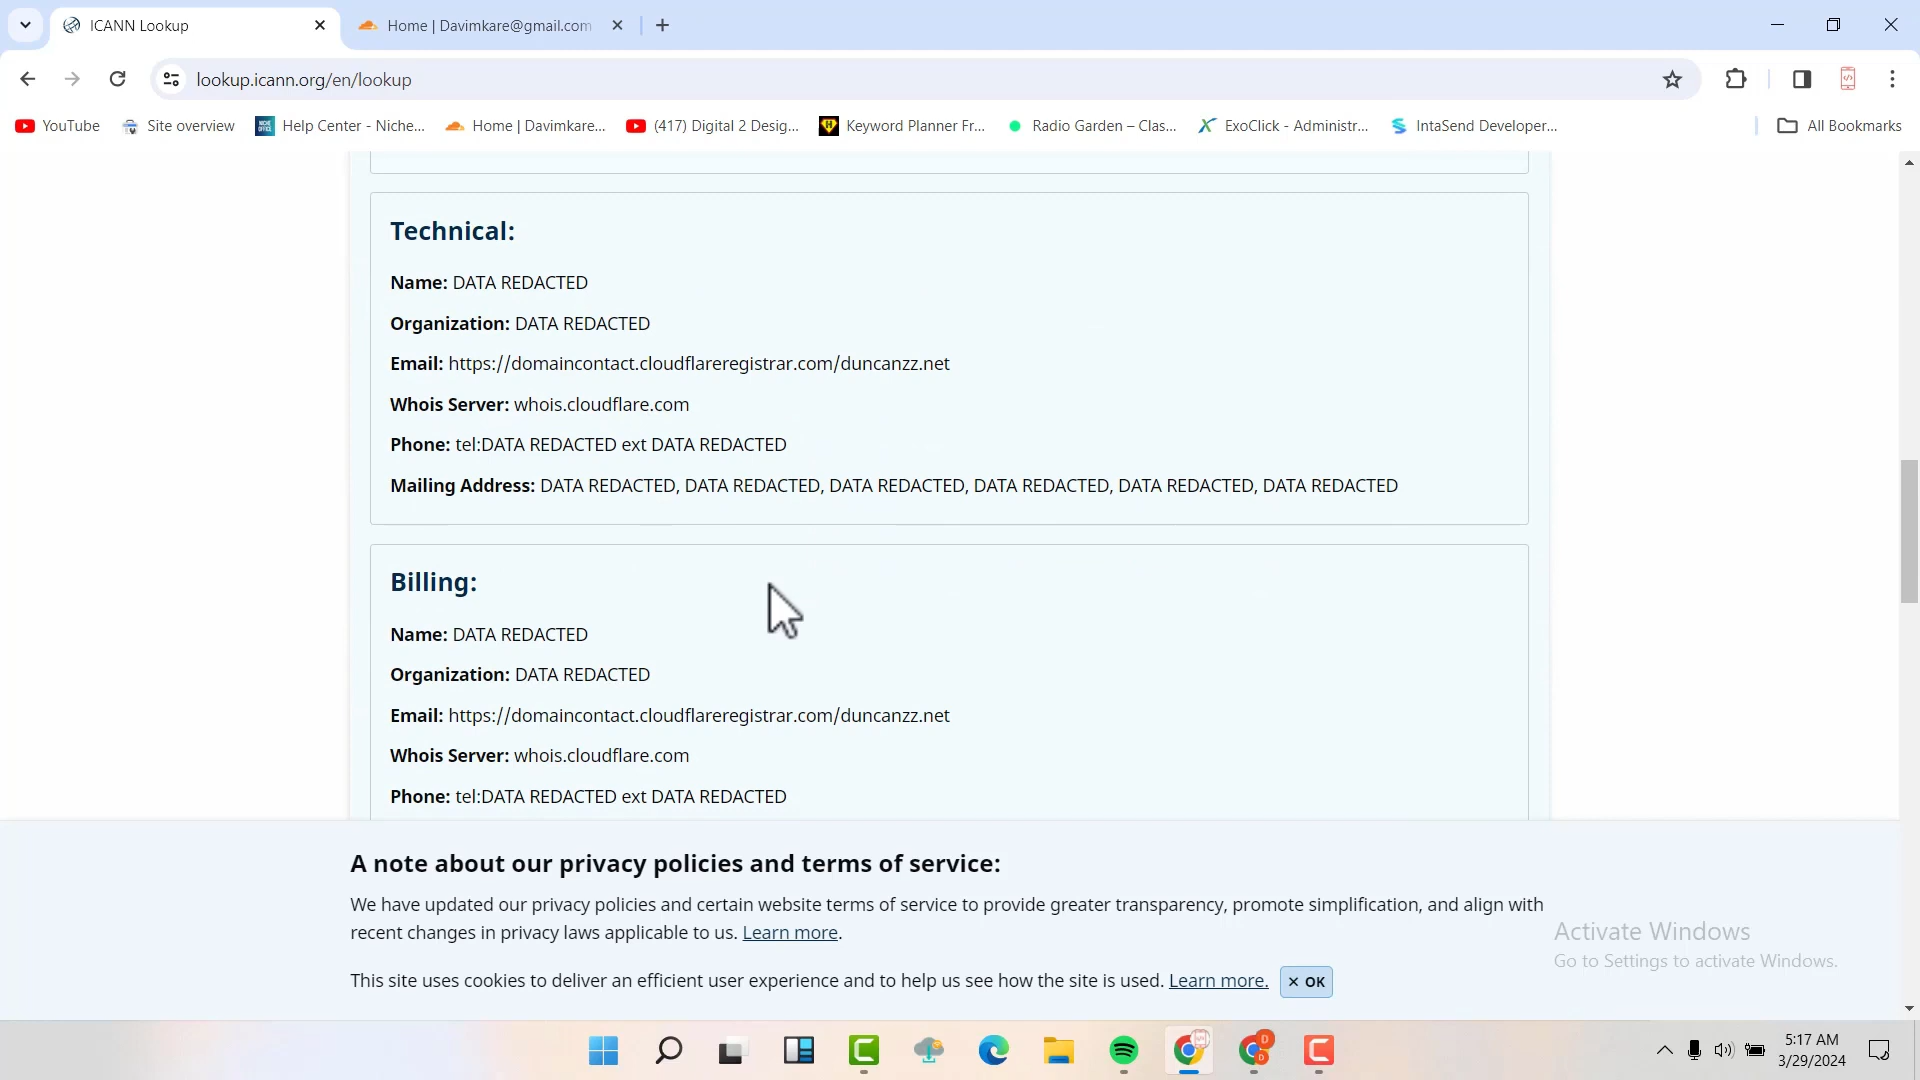 ICANN Lookup
Home | Davimkare@gmail.com
lookup.icann.org/en/lookup
YouTube
Site overview
Help Center - Niche...
Home | Davimkare...
(417) Digital 2 Desig...
Keyword Planner Fr...
Radio Garden – Clas...
ExoClick - Administr...
IntaSend Developer...
All Bookmarks
Technical:
Name: DATA REDACTED
Organization: DATA REDACTED
Email: https://domaincontact.cloudflareregistrar.com/duncanzz.net
Whois Server: whois.cloudflare.com
Phone: tel:DATA REDACTED ext DATA REDACTED
Mailing Address: DATA REDACTED, DATA REDACTED, DATA REDACTED, DATA REDACTED, DATA REDACTED, DATA REDACTED
Billing:
Name: DATA REDACTED
Organization: DATA REDACTED
Email: https://domaincontact.cloudflareregistrar.com/duncanzz.net
Whois Server: whois.cloudflare.com
Phone: tel:DATA REDACTED ext DATA REDACTED
A note about our privacy policies and terms of service:
We have updated our privacy policies and certain website terms of service to provide greater transparency, promote simplification, and align with
recent changes in privacy laws applicable to us. Learn more.
This site uses cookies to deliver an efficient user experience and to help us see how the site is used. Learn more.
× OK
Activate Windows
Go to Settings to activate Windows.
5:17 AM
3/29/2024